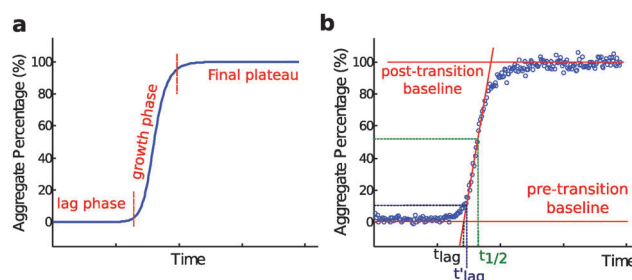 a
Aggregate Percentage (%)
100
80
60
40
20
0
lag phase
growth phase
Final plateau
Time
b
Aggregate Percentage (%)
100
80
60
40
20
0
post-transition
baseline
pre-transition
baseline
tlag
t'lag
t1/2
Time